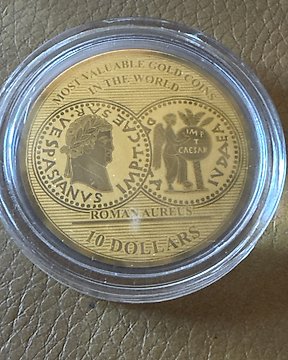 MOST VALUABLE GOLD COINS
IN THE WORLD
IMP·T·CAESAR·VESPASIANVS
IMP T
CAESAR
IVDAEA
ROMAN AUREUS
10 DOLLARS